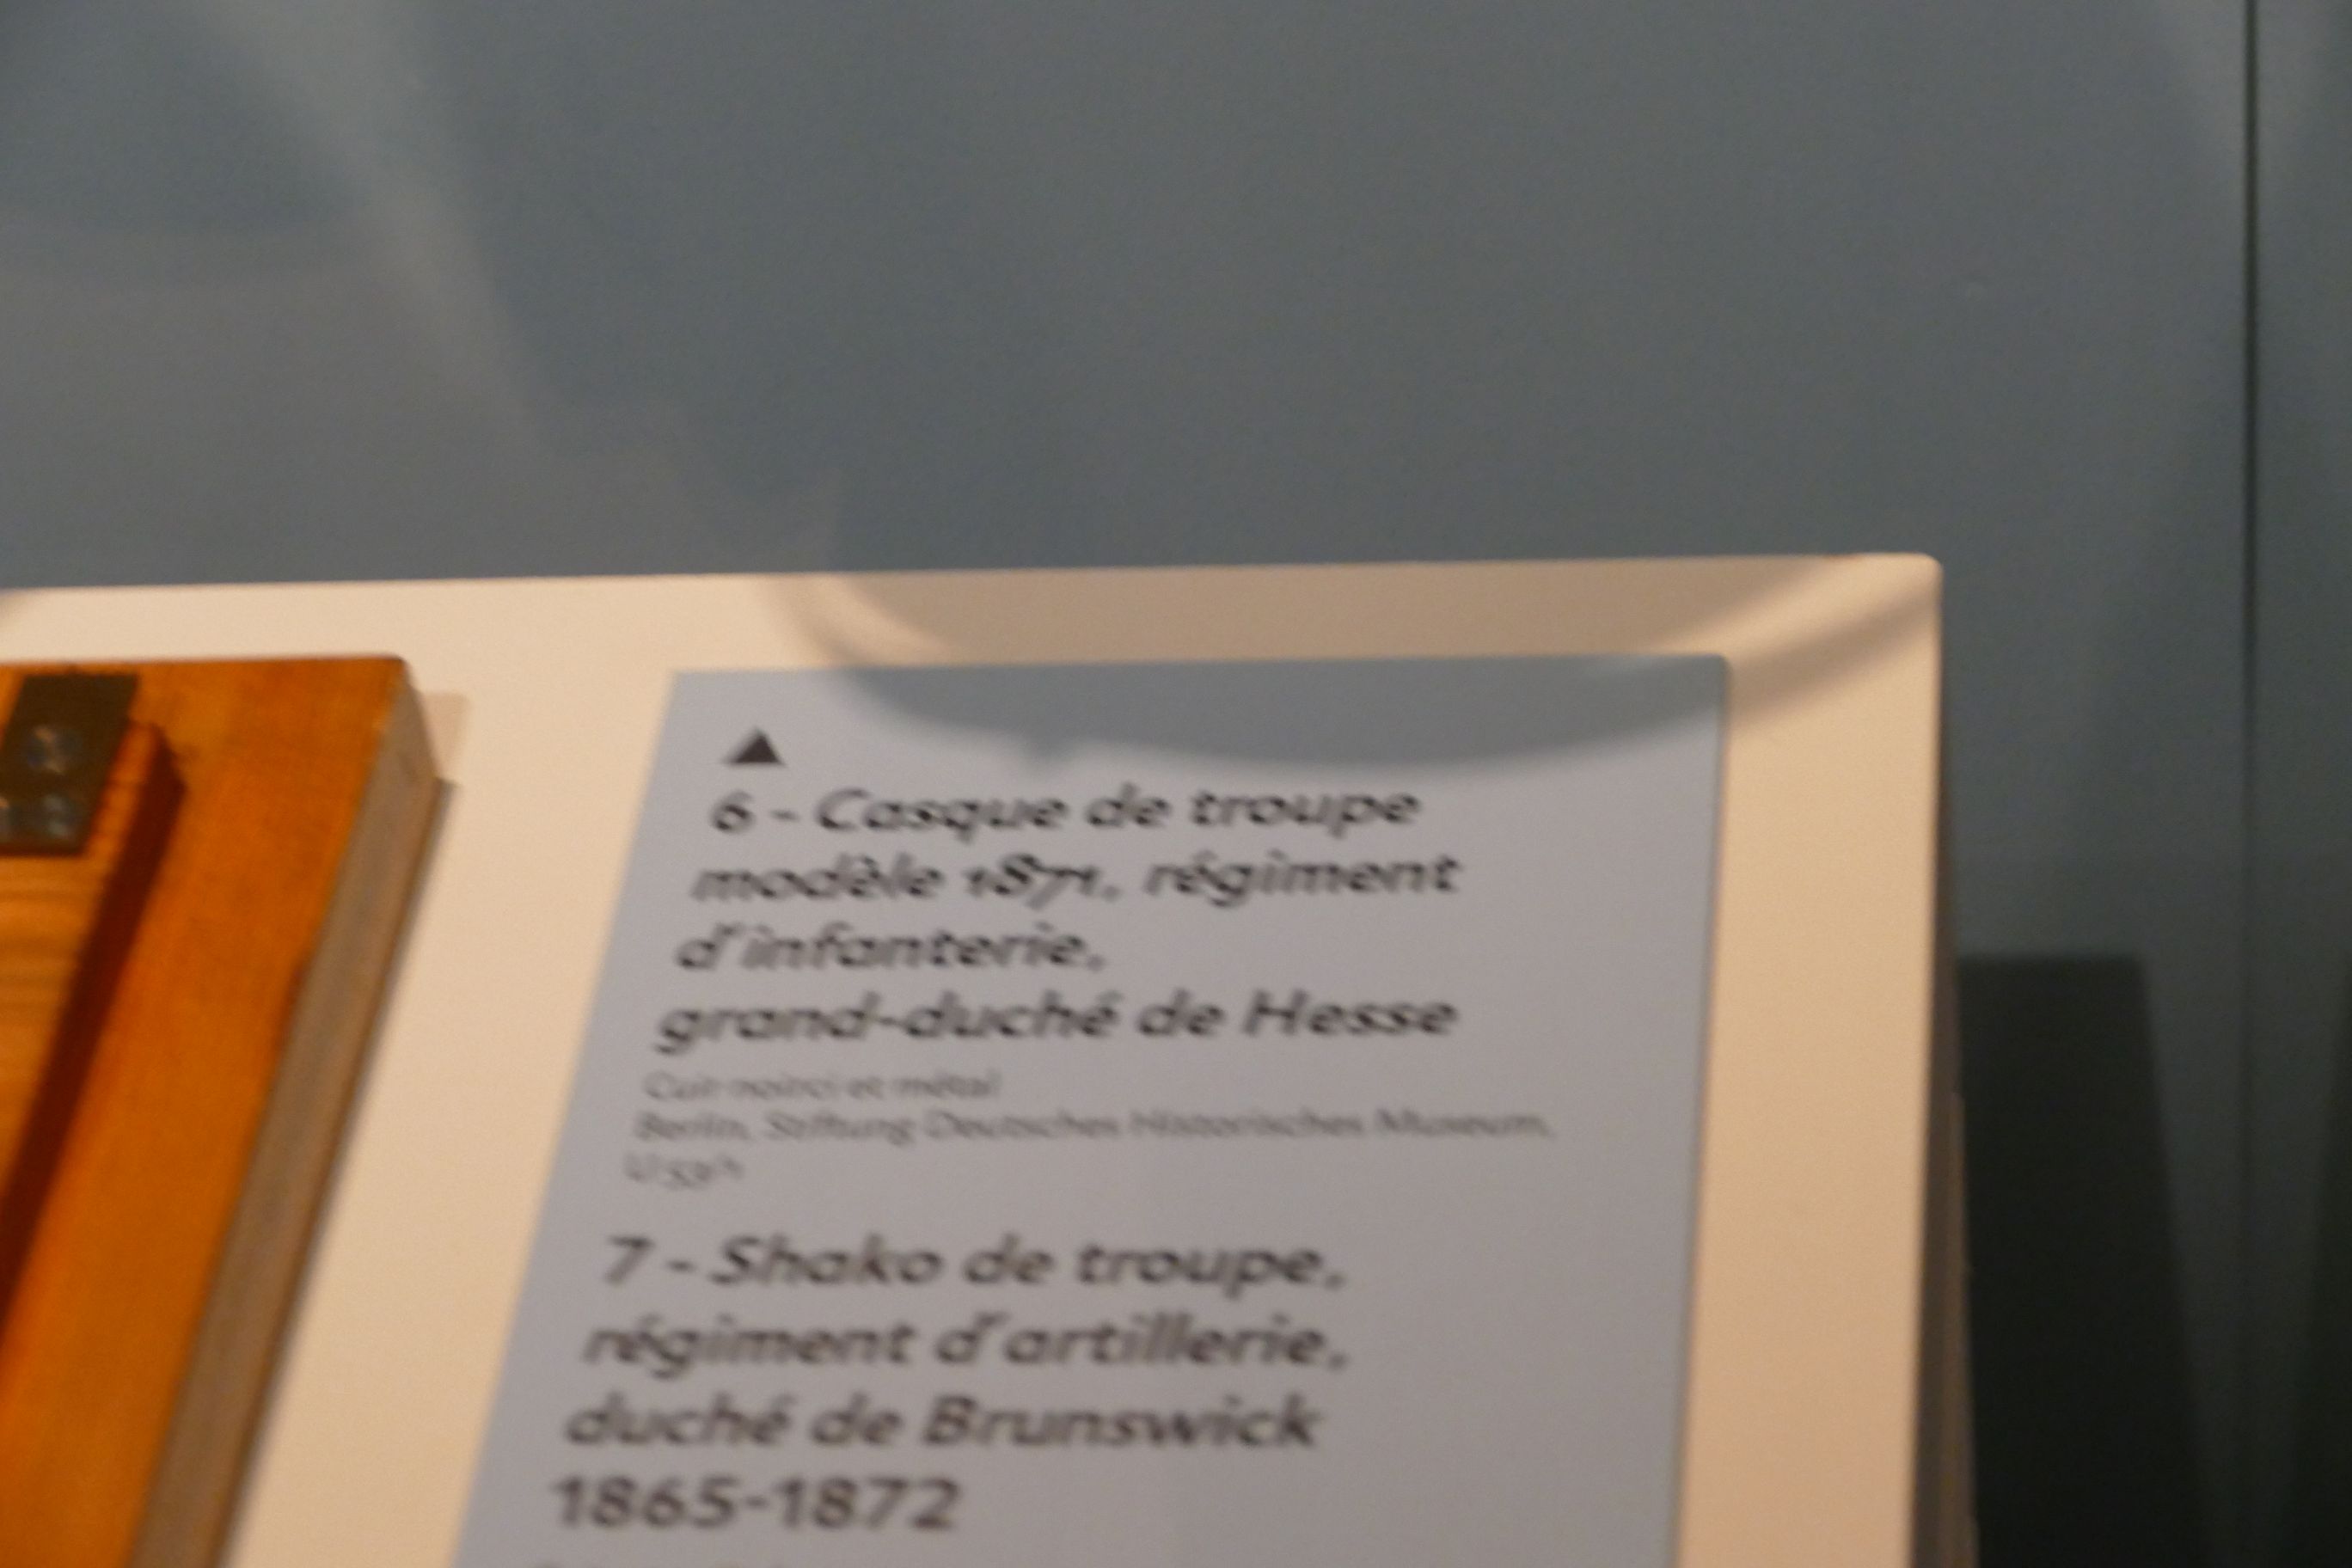 6 - Casque de troupe
modèle 1871, régiment
d'infanterie,
grand-duché de Hesse
Cuir noirci et métal
Berlin, Stiftung Deutsches Historisches Museum,
7 - Shako de troupe,
régiment d'artillerie,
duché de Brunswick
1865-1872